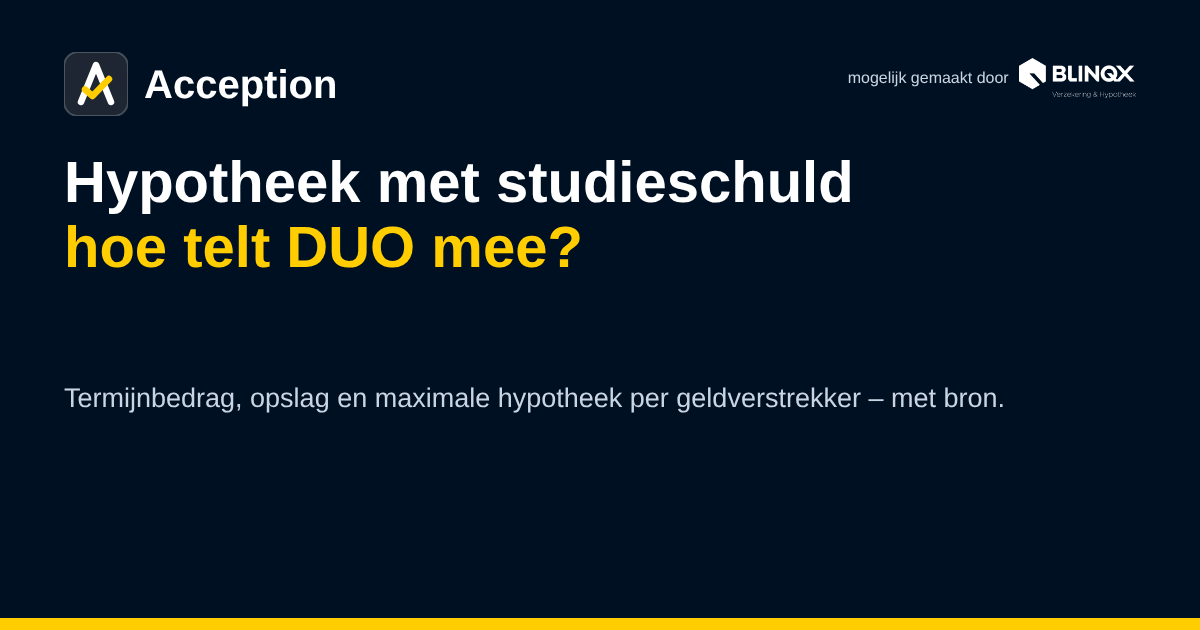 Acception
mogelijk gemaakt door
BLINQX
Verzekering & Hypotheek
Hypotheek met studieschuld
hoe telt DUO mee?
Termijnbedrag, opslag en maximale hypotheek per geldverstrekker – met bron.